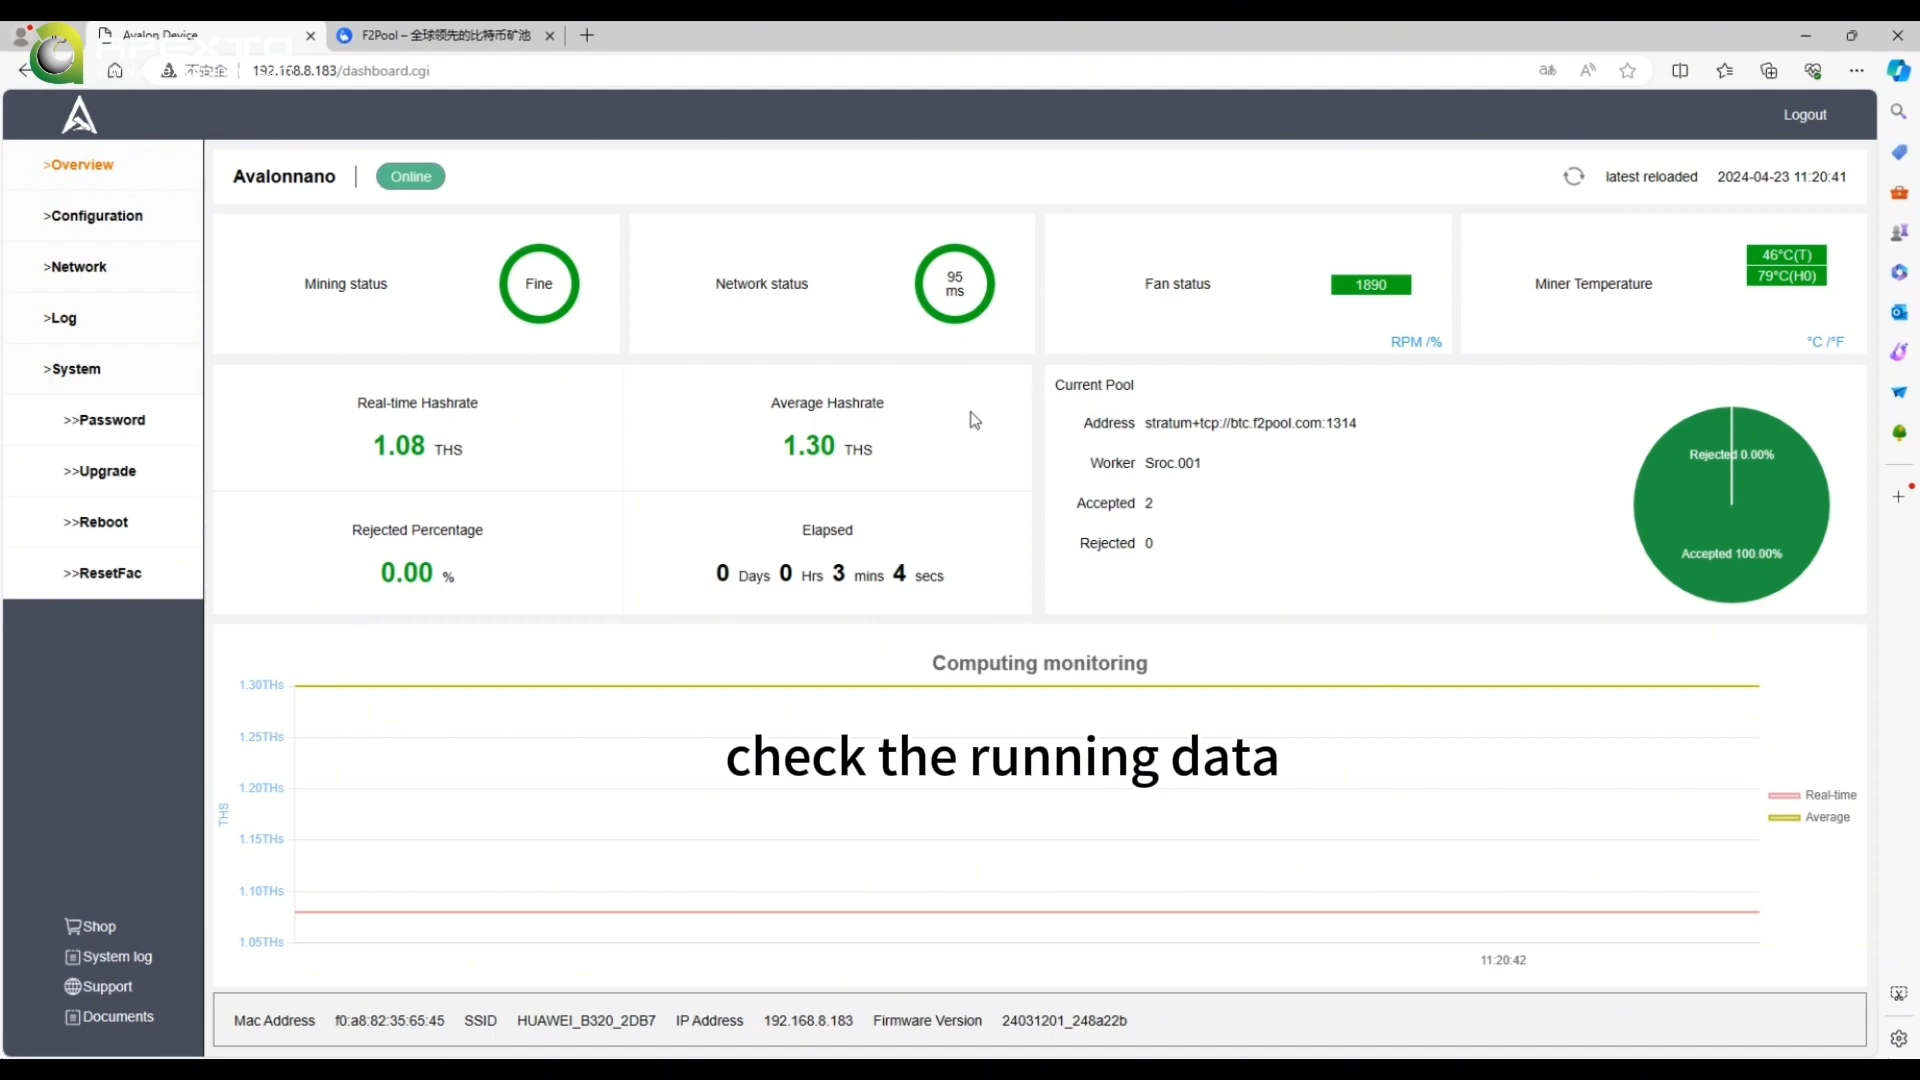 Avalon Device
F2Pool – 全球领先的比特币矿池
APEXTO
不安全
192.168.8.183/dashboard.cgi
Logout
>Overview
>Configuration
>Network
>Log
>System
>>Password
>>Upgrade
>>Reboot
>>ResetFac
Shop
System log
Support
Documents
Avalonnano
Online
latest reloaded 2024-04-23 11:20:41
Mining status
Fine
Network status
95
ms
Fan status
1890
RPM /%
Miner Temperature
46°C(T)
79°C(H0)
°C /°F
Real-time Hashrate
1.08 THS
Average Hashrate
1.30 THS
Rejected Percentage
0.00 %
Elapsed
0 Days 0 Hrs 3 mins 4 secs
Current Pool
Address stratum+tcp://btc.f2pool.com:1314
Worker Sroc.001
Accepted 2
Rejected 0
Rejected 0.00%
Accepted 100.00%
Computing monitoring
1.30THs
1.25THs
1.20THs
1.15THs
1.10THs
1.05THs
THS
check the running data
Real-time
Average
11:20:42
Mac Address f0:a8:82:35:65:45 SSID HUAWEI_B320_2DB7 IP Address 192.168.8.183 Firmware Version 24031201_248a22b